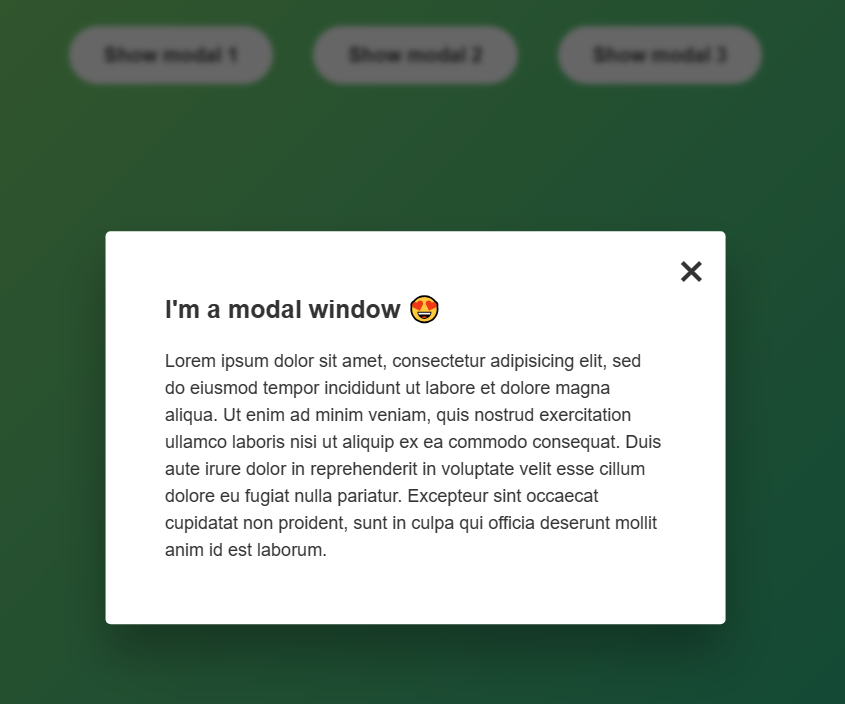 Show modal 1 Show modal 2 Show modal 3
I'm a modal window 😍
Lorem ipsum dolor sit amet, consectetur adipisicing elit, sed
do eiusmod tempor incididunt ut labore et dolore magna
aliqua. Ut enim ad minim veniam, quis nostrud exercitation
ullamco laboris nisi ut aliquip ex ea commodo consequat. Duis
aute irure dolor in reprehenderit in voluptate velit esse cillum
dolore eu fugiat nulla pariatur. Excepteur sint occaecat
cupidatat non proident, sunt in culpa qui officia deserunt mollit
anim id est laborum.